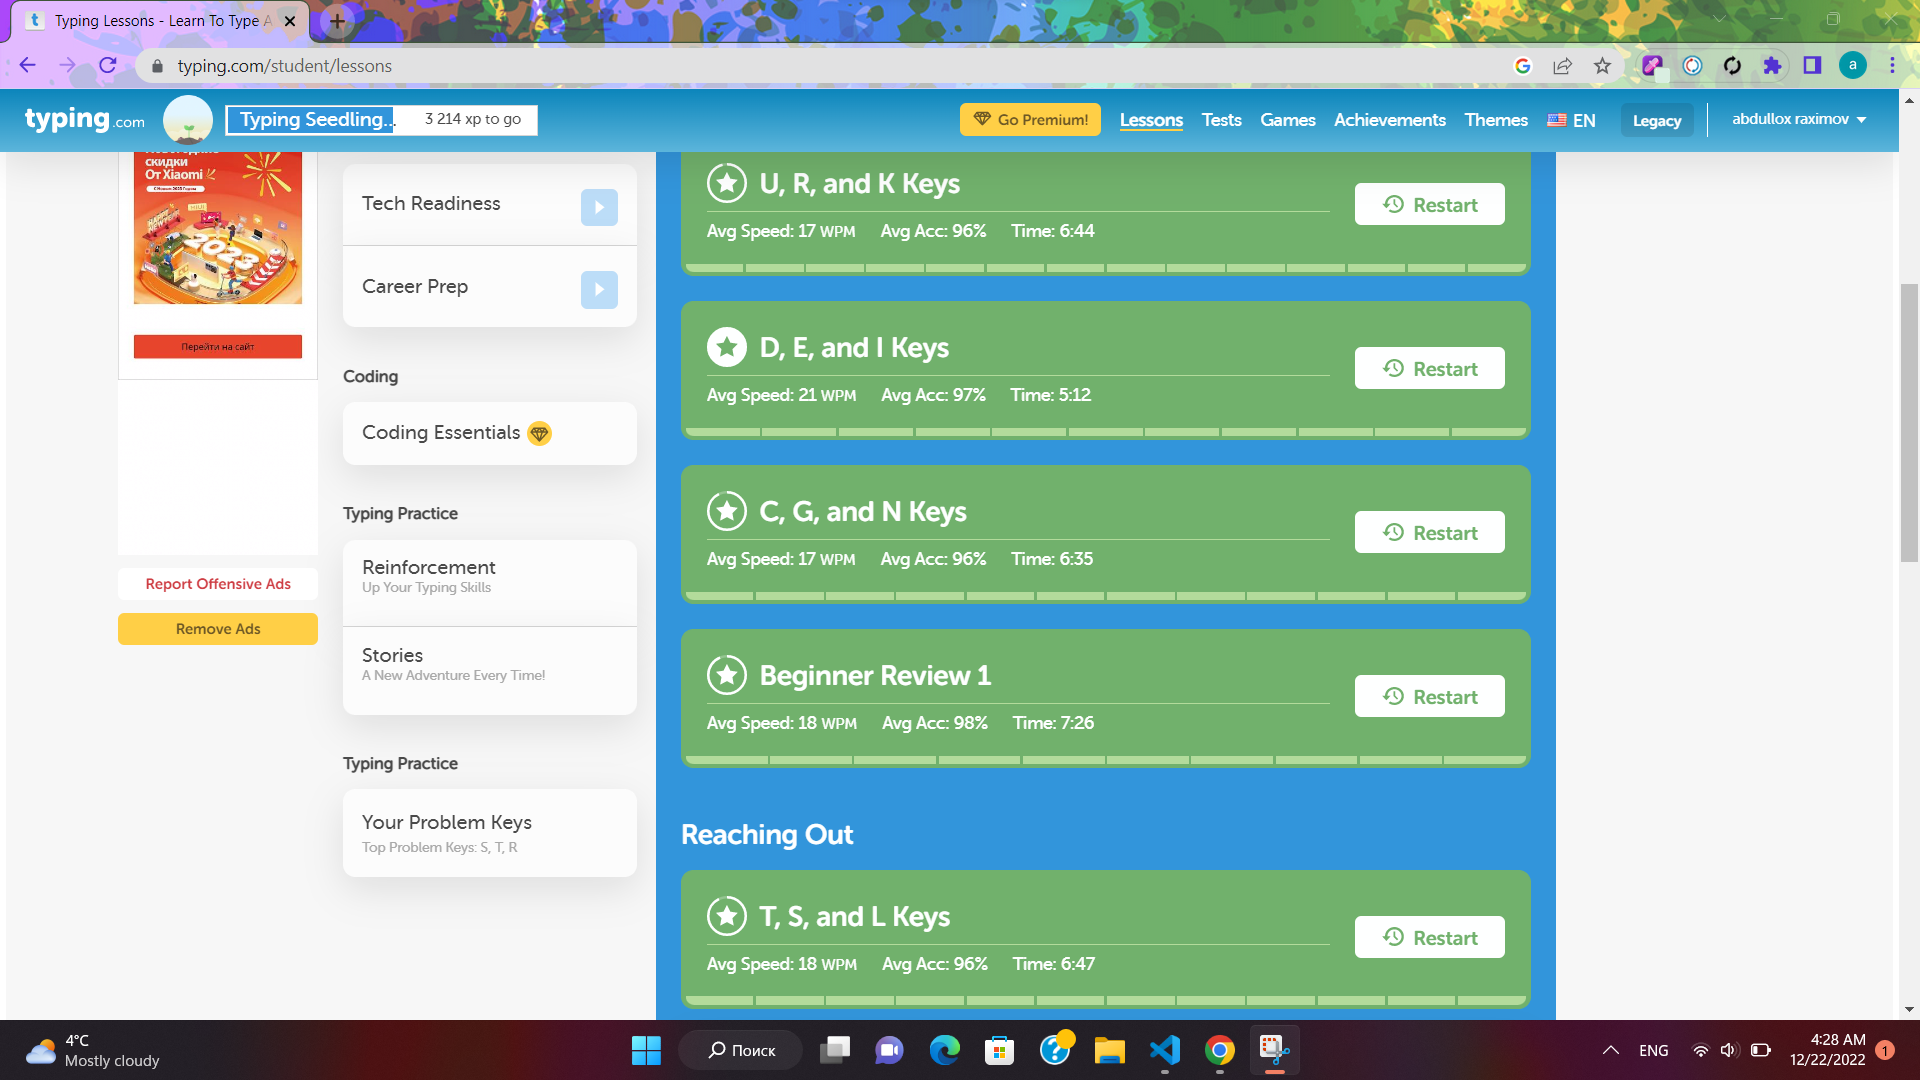 Typing Lessons - Learn To Type A
typing.com/student/lessons
a
typing.com
Typing Seedling...
3 214 xp to go
Go Premium!
Lessons
Tests
Games
Achievements
Themes
EN
Legacy
abdullox raximov
скидки
От Xiaomi
2023
Перейти на сайт
Report Offensive Ads
Remove Ads
Tech Readiness
Career Prep
Coding
Coding Essentials
Typing Practice
Reinforcement
Up Your Typing Skills
Stories
A New Adventure Every Time!
Typing Practice
Your Problem Keys
Top Problem Keys: S, T, R
U, R, and K Keys
Avg Speed: 17 WPM Avg Acc: 96% Time: 6:44
Restart
D, E, and I Keys
Avg Speed: 21 WPM Avg Acc: 97% Time: 5:12
Restart
C, G, and N Keys
Avg Speed: 17 WPM Avg Acc: 96% Time: 6:35
Restart
Beginner Review 1
Avg Speed: 18 WPM Avg Acc: 98% Time: 7:26
Restart
Reaching Out
T, S, and L Keys
Avg Speed: 18 WPM Avg Acc: 96% Time: 6:47
Restart
4°C
Mostly cloudy
Поиск
ENG
4:28 AM
12/22/2022
1